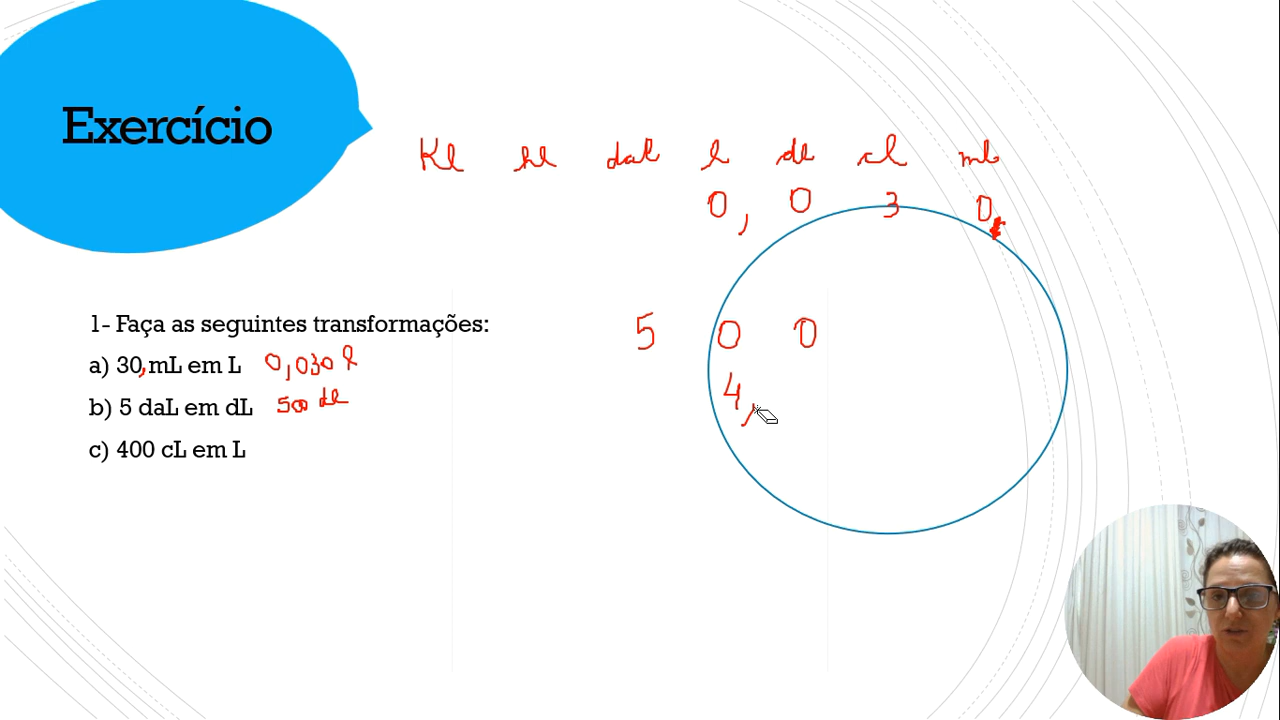 Exercício
Kl hl dal l dl cl ml
0, 0 3 0,
1- Faça as seguintes transformações:
5 0 0
a) 30, mL em L 0,030 l
4,
b) 5 daL em dL 500 dl
c) 400 cL em L